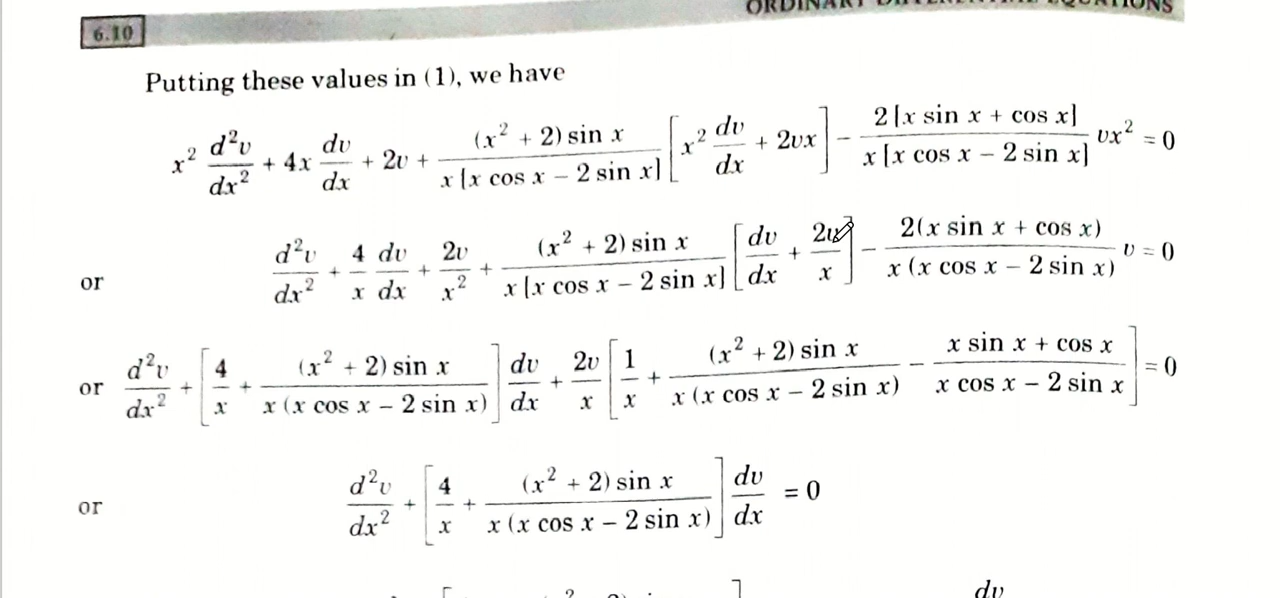 6.10 ORDINARY DIFFERENTIAL EQUATIONS
Putting these values in (1), we have
x² d²v/dx² + 4x dv/dx + 2v + (x² + 2) sin x / x [x cos x − 2 sin x] [x² dv/dx + 2vx] − 2 [x sin x + cos x] / x [x cos x − 2 sin x] vx² = 0
or d²v/dx² + 4/x dv/dx + 2v/x² + (x² + 2) sin x / x [x cos x − 2 sin x] [dv/dx + 2v/x] − 2(x sin x + cos x) / x (x cos x − 2 sin x) v = 0
or d²v/dx² + [4/x + (x² + 2) sin x / x (x cos x − 2 sin x)] dv/dx + 2v/x [1/x + (x² + 2) sin x / x (x cos x − 2 sin x) − x sin x + cos x / x cos x − 2 sin x] = 0
or d²v/dx² + [4/x + (x² + 2) sin x / x (x cos x − 2 sin x)] dv/dx = 0
dv